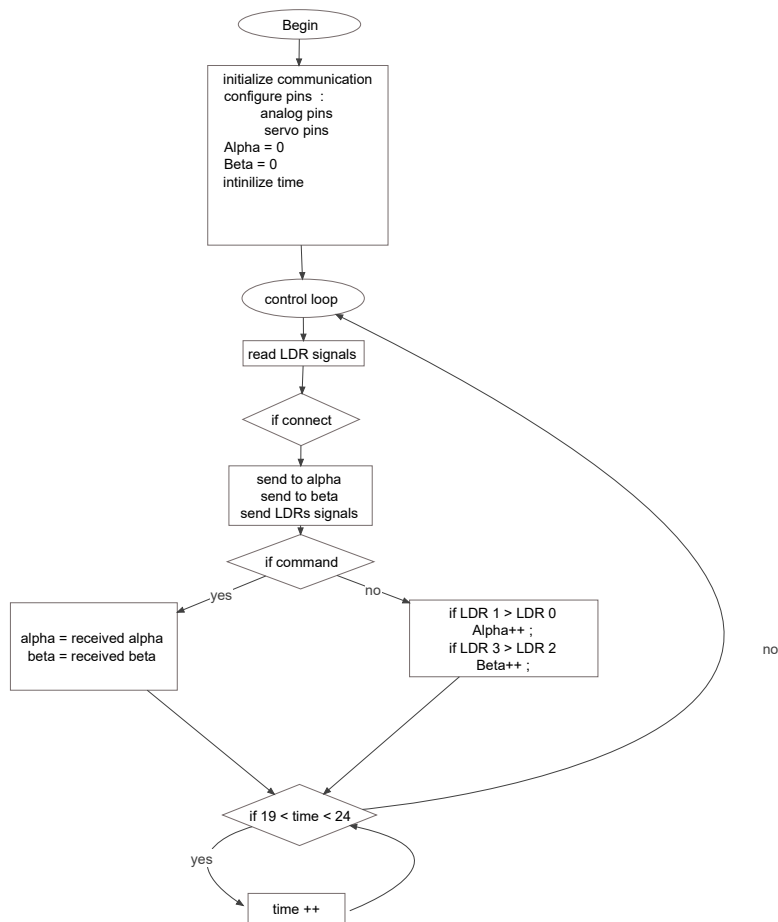 Begin
initialize communication
configure pins :
analog pins
servo pins
Alpha = 0
Beta = 0
intinilize time
control loop
read LDR signals
if connect
send to alpha
send to beta
send LDRs signals
if command
yes
no
alpha = received alpha
beta = received beta
if LDR 1 > LDR 0
Alpha++ ;
if LDR 3 > LDR 2
Beta++ ;
no
if 19 < time < 24
yes
time ++